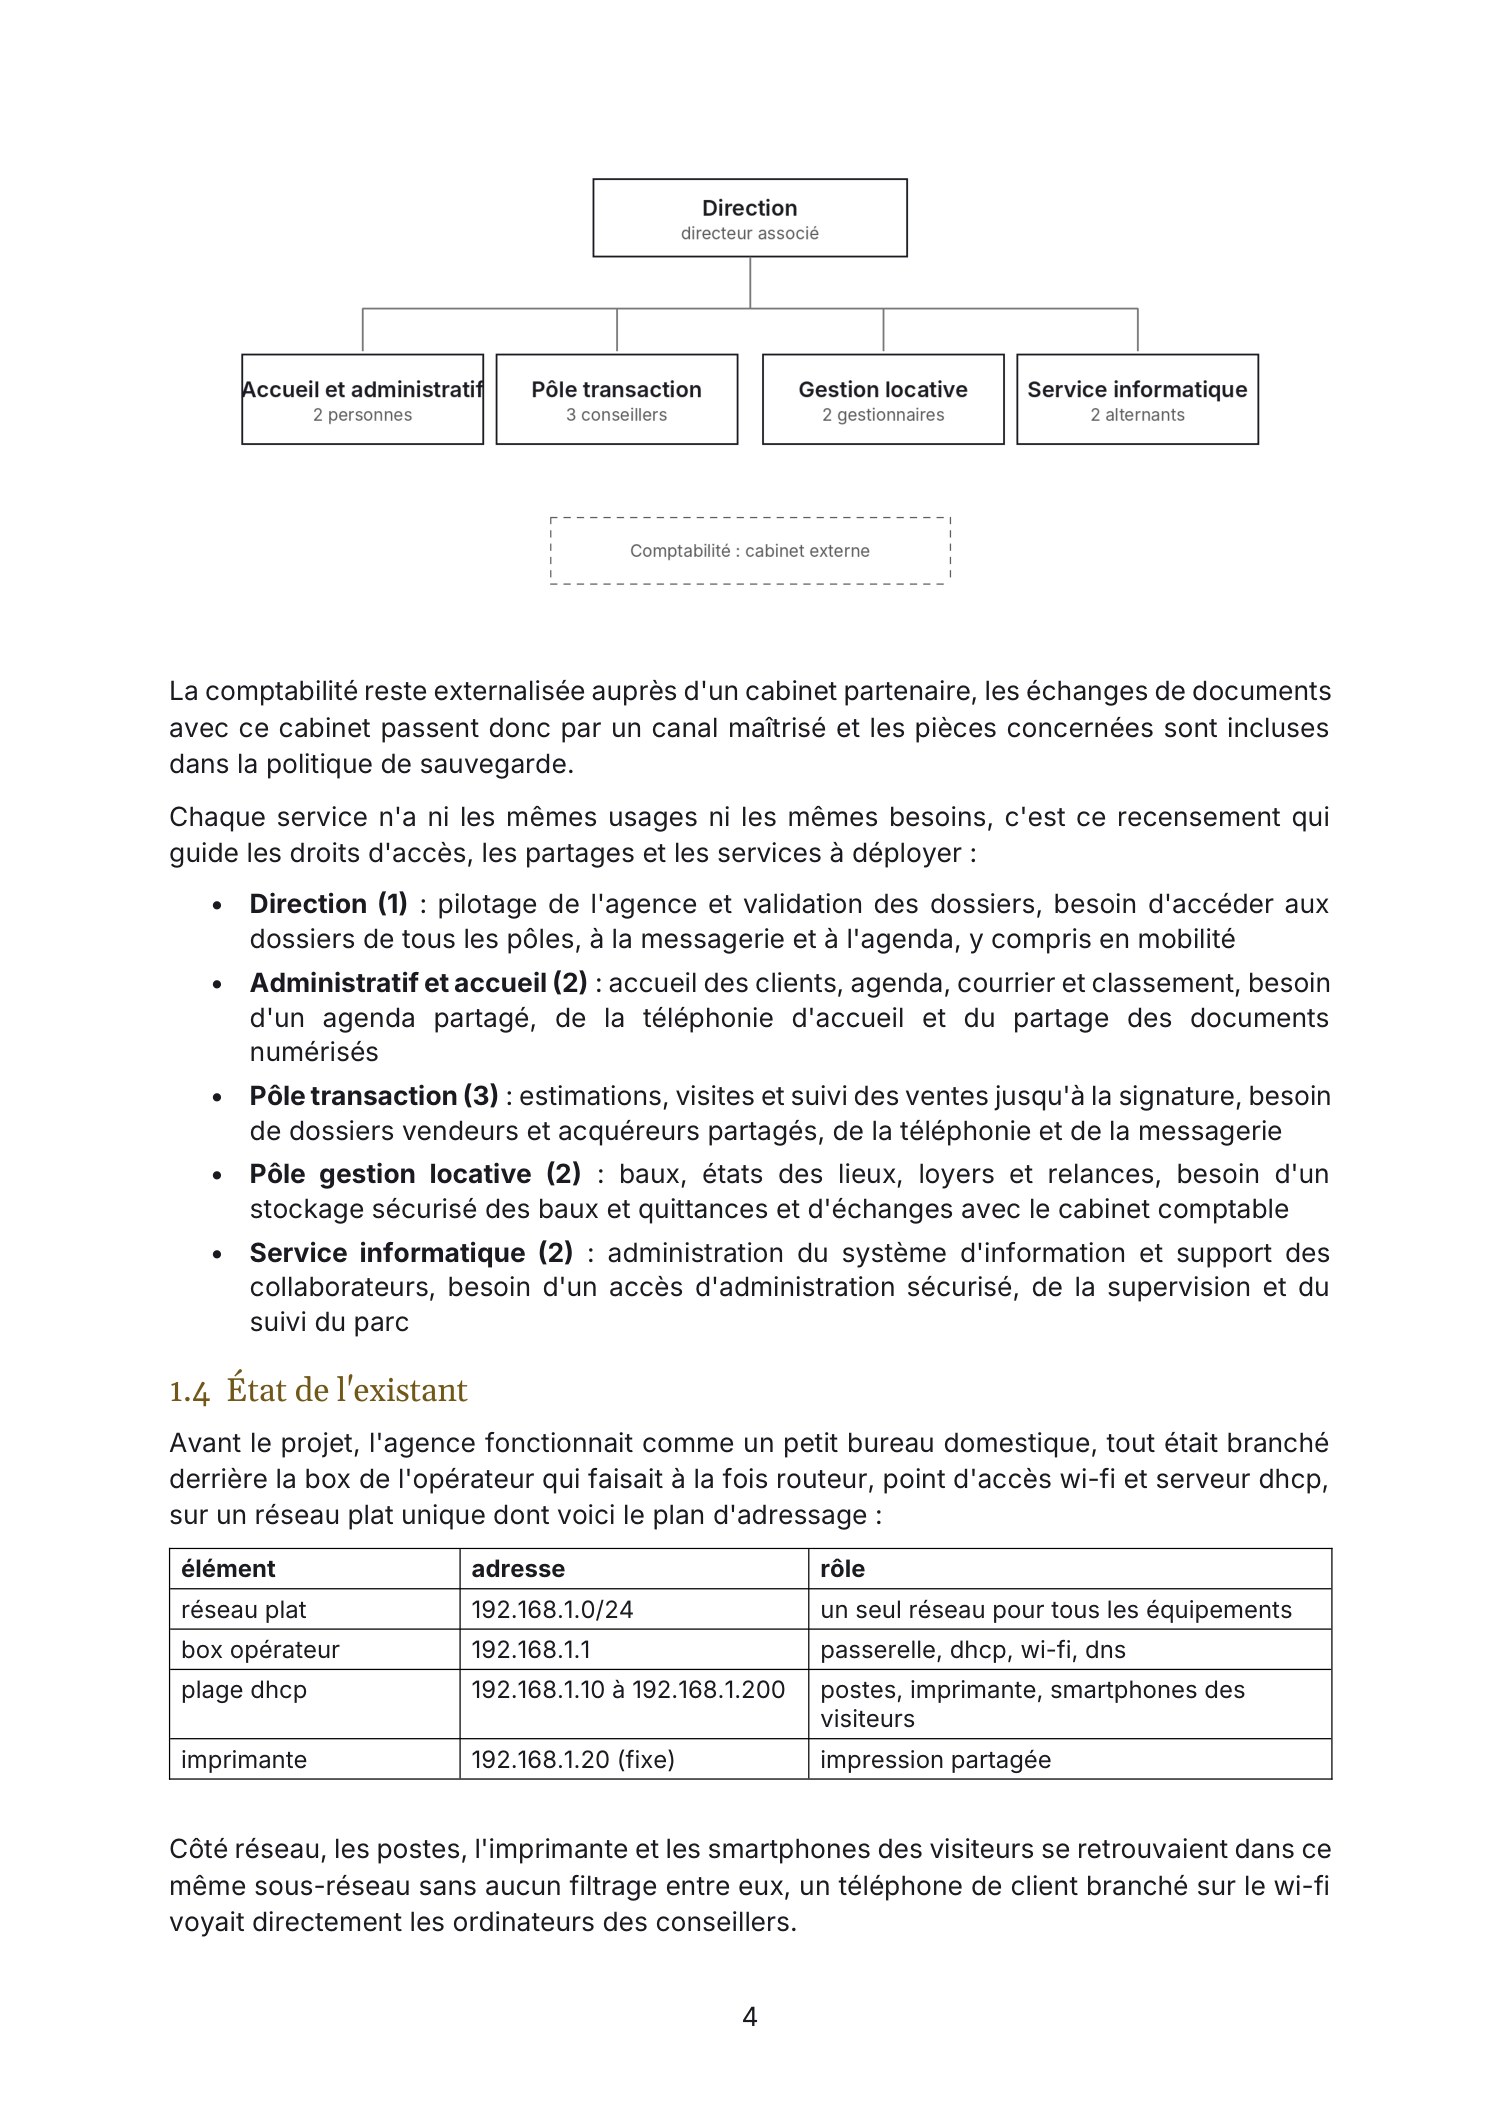 Direction
directeur associé
Accueil et administratif
2 personnes
Pôle transaction
3 conseillers
Gestion locative
2 gestionnaires
Service informatique
2 alternants
Comptabilité : cabinet externe
La comptabilité reste externalisée auprès d'un cabinet partenaire, les échanges de documents
avec ce cabinet passent donc par un canal maîtrisé et les pièces concernées sont incluses
dans la politique de sauvegarde.
Chaque service n'a ni les mêmes usages ni les mêmes besoins, c'est ce recensement qui
guide les droits d'accès, les partages et les services à déployer :
• Direction (1) : pilotage de l'agence et validation des dossiers, besoin d'accéder aux
dossiers de tous les pôles, à la messagerie et à l'agenda, y compris en mobilité
• Administratif et accueil (2) : accueil des clients, agenda, courrier et classement, besoin
d'un agenda partagé, de la téléphonie d'accueil et du partage des documents
numérisés
• Pôle transaction (3) : estimations, visites et suivi des ventes jusqu'à la signature, besoin
de dossiers vendeurs et acquéreurs partagés, de la téléphonie et de la messagerie
• Pôle gestion locative (2) : baux, états des lieux, loyers et relances, besoin d'un
stockage sécurisé des baux et quittances et d'échanges avec le cabinet comptable
• Service informatique (2) : administration du système d'information et support des
collaborateurs, besoin d'un accès d'administration sécurisé, de la supervision et du
suivi du parc
1.4 État de l'existant
Avant le projet, l'agence fonctionnait comme un petit bureau domestique, tout était branché
derrière la box de l'opérateur qui faisait à la fois routeur, point d'accès wi-fi et serveur dhcp,
sur un réseau plat unique dont voici le plan d'adressage :
élément adresse rôle
réseau plat 192.168.1.0/24 un seul réseau pour tous les équipements
box opérateur 192.168.1.1 passerelle, dhcp, wi-fi, dns
plage dhcp 192.168.1.10 à 192.168.1.200 postes, imprimante, smartphones des
visiteurs
imprimante 192.168.1.20 (fixe) impression partagée
Côté réseau, les postes, l'imprimante et les smartphones des visiteurs se retrouvaient dans ce
même sous-réseau sans aucun filtrage entre eux, un téléphone de client branché sur le wi-fi
voyait directement les ordinateurs des conseillers.
4